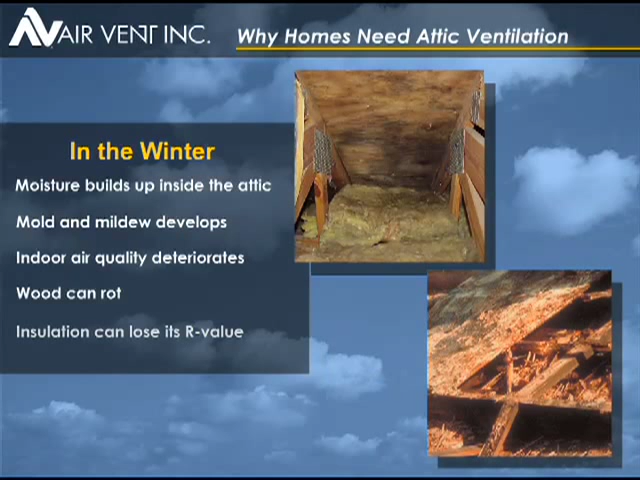 AIR VENT INC.
Why Homes Need Attic Ventilation
In the Winter
Moisture builds up inside the attic
Mold and mildew develops
Indoor air quality deteriorates
Wood can rot
Insulation can lose its R-value